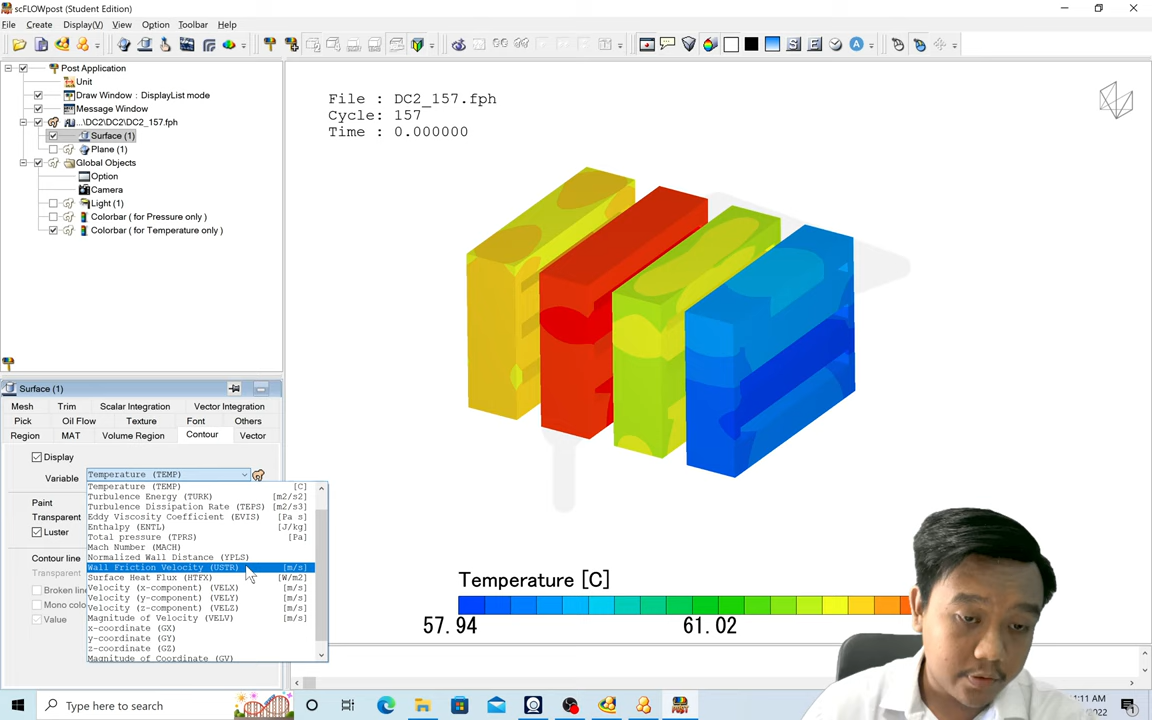 scFLOWpost (Student Edition)
File Create Display(V) View Option Toolbar Help
Post Application
Unit
Draw Window : DisplayList mode
Message Window
...\DC2\DC2\DC2_157.fph
Surface (1)
Plane (1)
Global Objects
Option
Camera
Light (1)
Colorbar ( for Pressure only )
Colorbar ( for Temperature only )
File : DC2_157.fph
Cycle: 157
Time : 0.000000
Surface (1)
Mesh Trim Scalar Integration Vector Integration
Pick Oil Flow Texture Font Others
Region MAT Volume Region Contour Vector
Display
Variable Temperature (TEMP)
Paint
Transparent
Luster
Contour line
Transparent
Broken line
Mono colo
Value
Temperature (TEMP) [C]
Turbulence Energy (TURK) [m2/s2]
Turbulence Dissipation Rate (TEPS) [m2/s3]
Eddy Viscosity Coefficient (EVIS) [Pa s]
Enthalpy (ENTL) [J/kg]
Total pressure (TPRS) [Pa]
Mach Number (MACH)
Normalized Wall Distance (YPLS)
Wall Friction Velocity (USTR) [m/s]
Surface Heat Flux (HTFX) [W/m2]
Velocity (x-component) (VELX) [m/s]
Velocity (y-component) (VELY) [m/s]
Velocity (z-component) (VELZ) [m/s]
Magnitude of Velocity (VELV) [m/s]
x-coordinate (GX)
y-coordinate (GY)
z-coordinate (GZ)
Magnitude of Coordinate (GV)
Temperature [C]
57.94 61.02
Type here to search
:11 AM
/2022